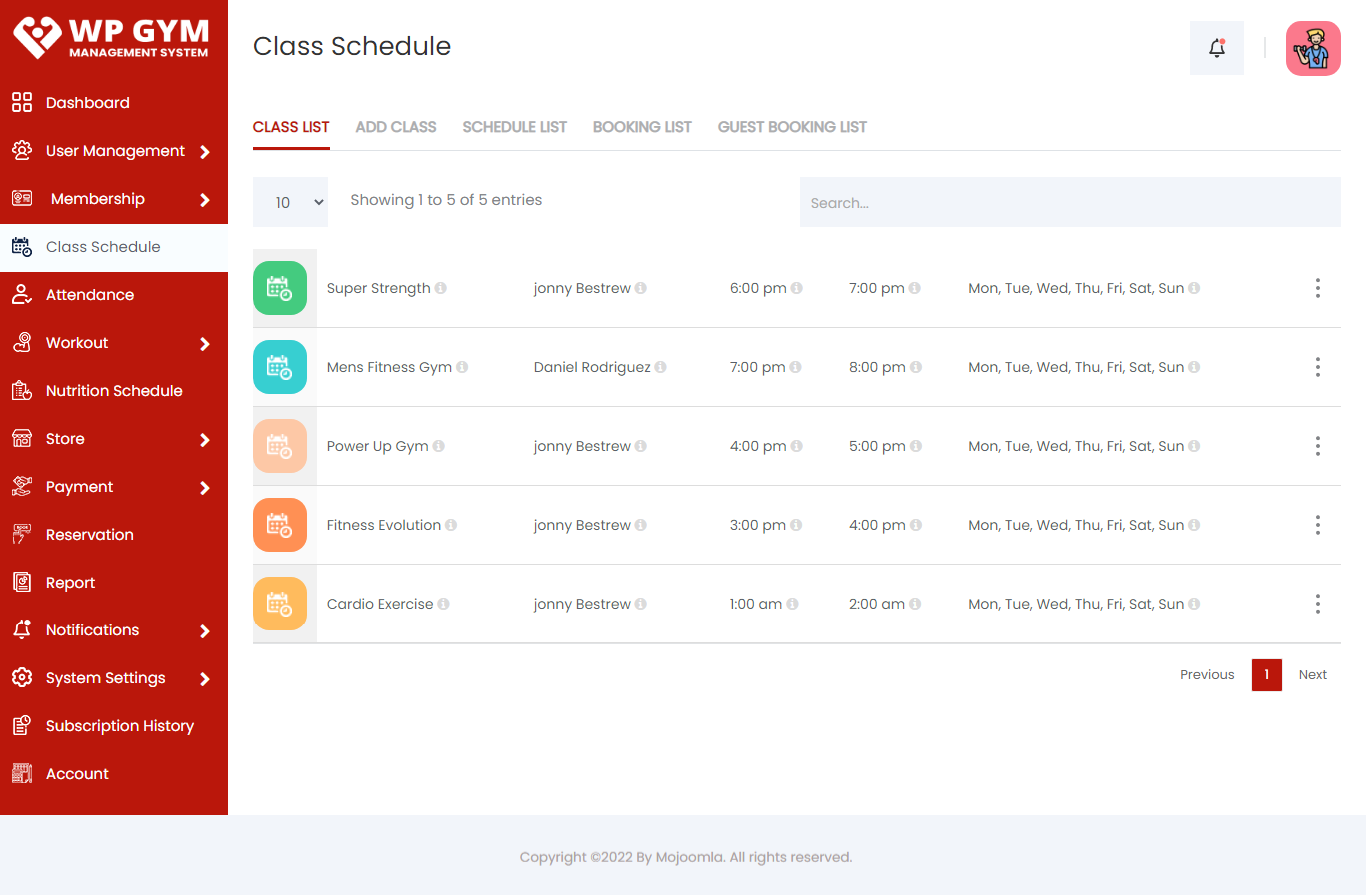 WP GYM
MANAGEMENT SYSTEM
Dashboard
User Management
Membership
Class Schedule
Attendance
Workout
Nutrition Schedule
Store
Payment
Reservation
Report
Notifications
System Settings
Subscription History
Account
Class Schedule
CLASS LIST ADD CLASS SCHEDULE LIST BOOKING LIST GUEST BOOKING LIST
10 Showing 1 to 5 of 5 entries Search...
Super Strength jonny Bestrew 6:00 pm 7:00 pm Mon, Tue, Wed, Thu, Fri, Sat, Sun
Mens Fitness Gym Daniel Rodriguez 7:00 pm 8:00 pm Mon, Tue, Wed, Thu, Fri, Sat, Sun
Power Up Gym jonny Bestrew 4:00 pm 5:00 pm Mon, Tue, Wed, Thu, Fri, Sat, Sun
Fitness Evolution jonny Bestrew 3:00 pm 4:00 pm Mon, Tue, Wed, Thu, Fri, Sat, Sun
Cardio Exercise jonny Bestrew 1:00 am 2:00 am Mon, Tue, Wed, Thu, Fri, Sat, Sun
Previous 1 Next
Copyright ©2022 By Mojoomla. All rights reserved.